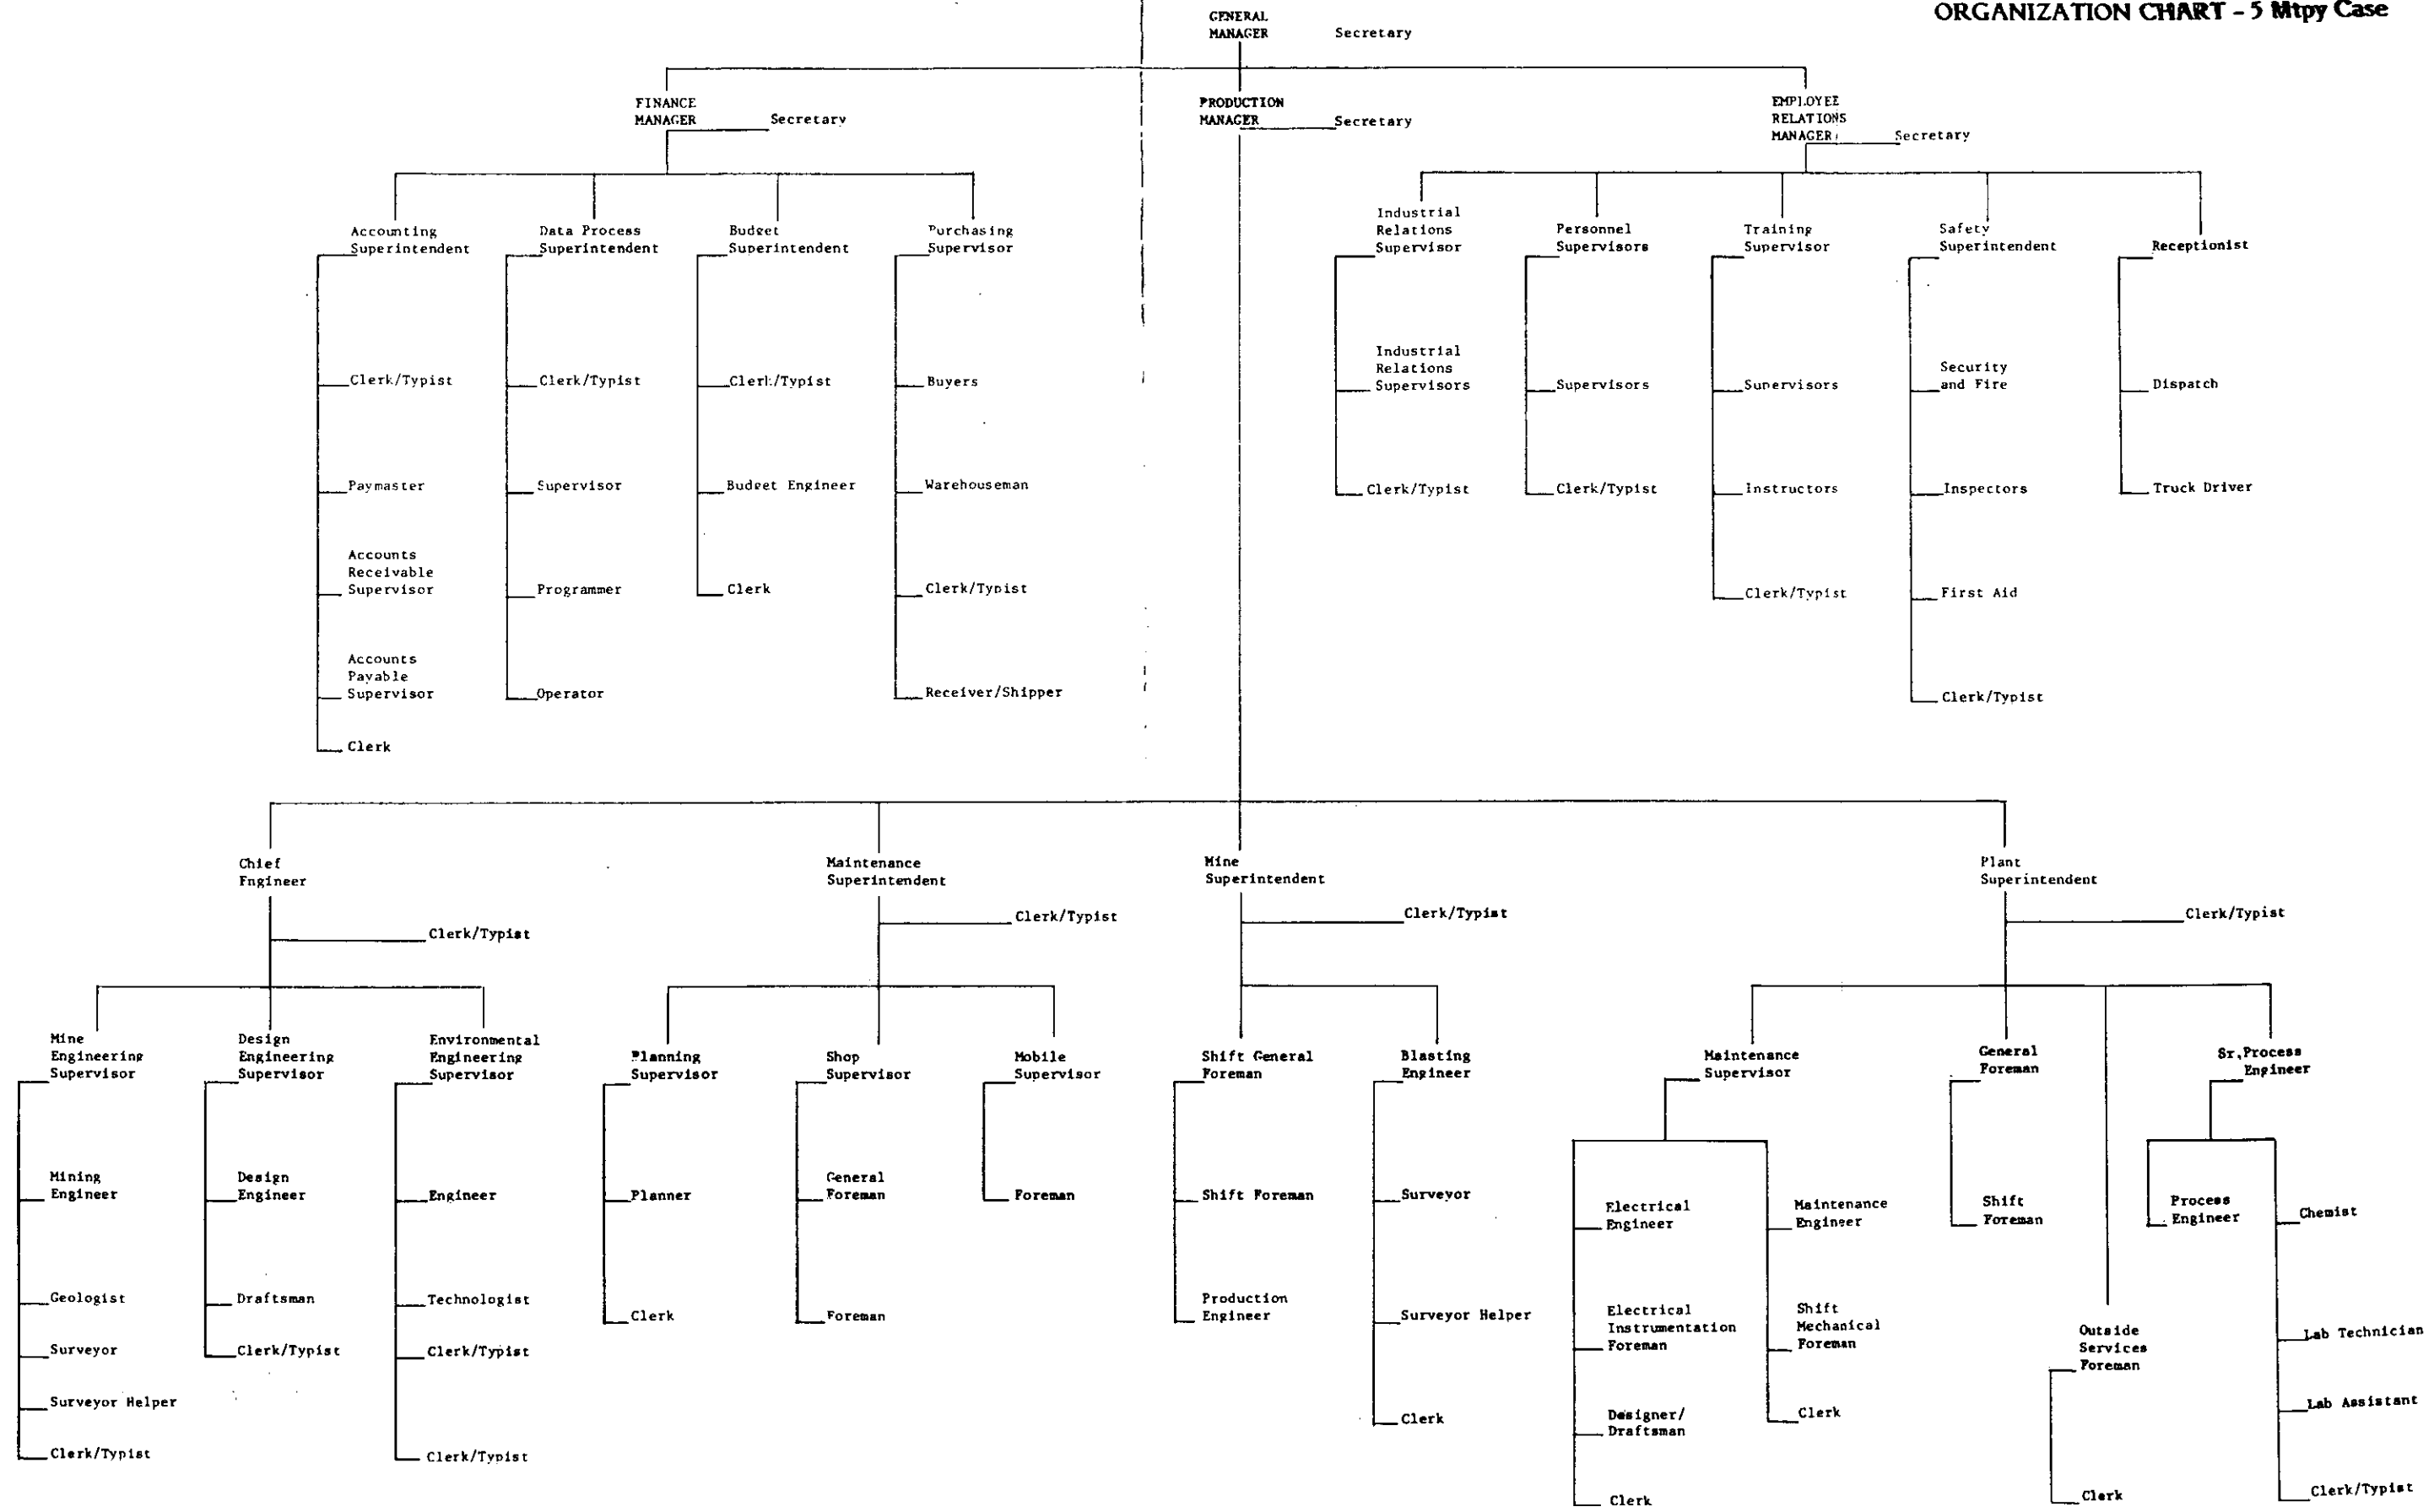 ORGANIZATION CHART - 5 Mtpy Case
GENERAL
MANAGER
Secretary
FINANCE
MANAGER
Secretary
PRODUCTION
MANAGER
Secretary
EMPLOYEE
RELATIONS
MANAGER
Secretary
Accounting
Superintendent
Data Process
Superintendent
Budget
Superintendent
Purchasing
Supervisor
Industrial
Relations
Supervisor
Personnel
Supervisors
Training
Supervisor
Safety
Superintendent
Receptionist
Clerk/Typist
Clerk/Typist
Clerk/Typist
Buyers
Industrial
Relations
Supervisors
Supervisors
Supervisors
Security
and Fire
Dispatch
Paymaster
Supervisor
Budget Engineer
Warehouseman
Clerk/Typist
Clerk/Typist
Instructors
Inspectors
Truck Driver
Accounts
Receivable
Supervisor
Programmer
Clerk
Clerk/Typist
Clerk/Typist
First Aid
Accounts
Payable
Supervisor
Operator
Receiver/Shipper
Clerk/Typist
Clerk
Chief
Engineer
Maintenance
Superintendent
Mine
Superintendent
Plant
Superintendent
Clerk/Typist
Clerk/Typist
Clerk/Typist
Clerk/Typist
Mine
Engineering
Supervisor
Design
Engineering
Supervisor
Environmental
Engineering
Supervisor
Planning
Supervisor
Shop
Supervisor
Mobile
Supervisor
Shift General
Foreman
Blasting
Engineer
Maintenance
Supervisor
General
Foreman
Sr. Process
Engineer
Mining
Engineer
Design
Engineer
Engineer
Planner
General
Foreman
Foreman
Shift Foreman
Surveyor
Electrical
Engineer
Maintenance
Engineer
Shift
Foreman
Process
Engineer
Chemist
Geologist
Draftsman
Technologist
Clerk
Foreman
Production
Engineer
Surveyor Helper
Electrical
Instrumentation
Foreman
Shift
Mechanical
Foreman
Outside
Services
Foreman
Lab Technician
Surveyor
Clerk/Typist
Clerk/Typist
Surveyor Helper
Clerk
Designer/
Draftsman
Clerk
Lab Assistant
Clerk/Typist
Clerk/Typist
Clerk
Clerk
Clerk/Typist